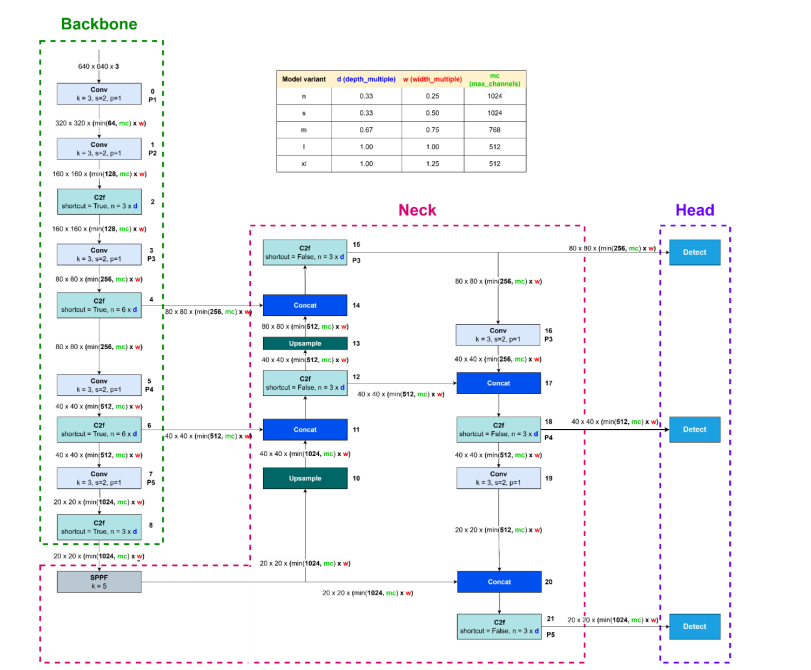 Backbone
640 x 640 x 3
Conv
k = 3, s=2, p=1
0
P1
320 x 320 x (min(64, mc) x w)
Conv
k = 3, s=2, p=1
1
P2
160 x 160 x (min(128, mc) x w)
C2f
shortcut = True, n = 3 x d
2
160 x 160 x (min(128, mc) x w)
Conv
k = 3, s=2, p=1
3
P3
80 x 80 x (min(256, mc) x w)
C2f
shortcut = True, n = 6 x d
4
80 x 80 x (min(256, mc) x w)
Conv
k = 3, s=2, p=1
5
P4
40 x 40 x (min(512, mc) x w)
C2f
shortcut = True, n = 6 x d
6
40 x 40 x (min(512, mc) x w)
Conv
k = 3, s=2, p=1
7
P5
20 x 20 x (min(1024, mc) x w)
C2f
shortcut = True, n = 3 x d
8
20 x 20 x (min(1024, mc) x w)
SPPF
k = 5
Model variant d (depth_multiple) w (width_multiple) mc (max_channels)
n 0.33 0.25 1024
s 0.33 0.50 1024
m 0.67 0.75 768
l 1.00 1.00 512
xl 1.00 1.25 512
Neck
C2f
shortcut = False, n = 3 x d
15
P3
80 x 80 x (min(256, mc) x w)
Concat
14
80 x 80 x (min(512, mc) x w)
Upsample
13
40 x 40 x (min(512, mc) x w)
C2f
shortcut = False, n = 3 x d
12
40 x 40 x (min(512, mc) x w)
40 x 40 x (min(512, mc) x w)
Concat
11
40 x 40 x (min(1024, mc) x w)
Upsample
10
20 x 20 x (min(1024, mc) x w)
20 x 20 x (min(1024, mc) x w)
80 x 80 x (min(256, mc) x w)
80 x 80 x (min(256, mc) x w)
Conv
k = 3, s=2, p=1
16
P3
40 x 40 x (min(256, mc) x w)
Concat
17
C2f
shortcut = False, n = 3 x d
18
P4
40 x 40 x (min(512, mc) x w)
40 x 40 x (min(512, mc) x w)
Conv
k = 3, s=2, p=1
19
20 x 20 x (min(512, mc) x w)
Concat
20
C2f
shortcut = False, n = 3 x d
21
P5
20 x 20 x (min(1024, mc) x w)
Head
Detect
Detect
Detect